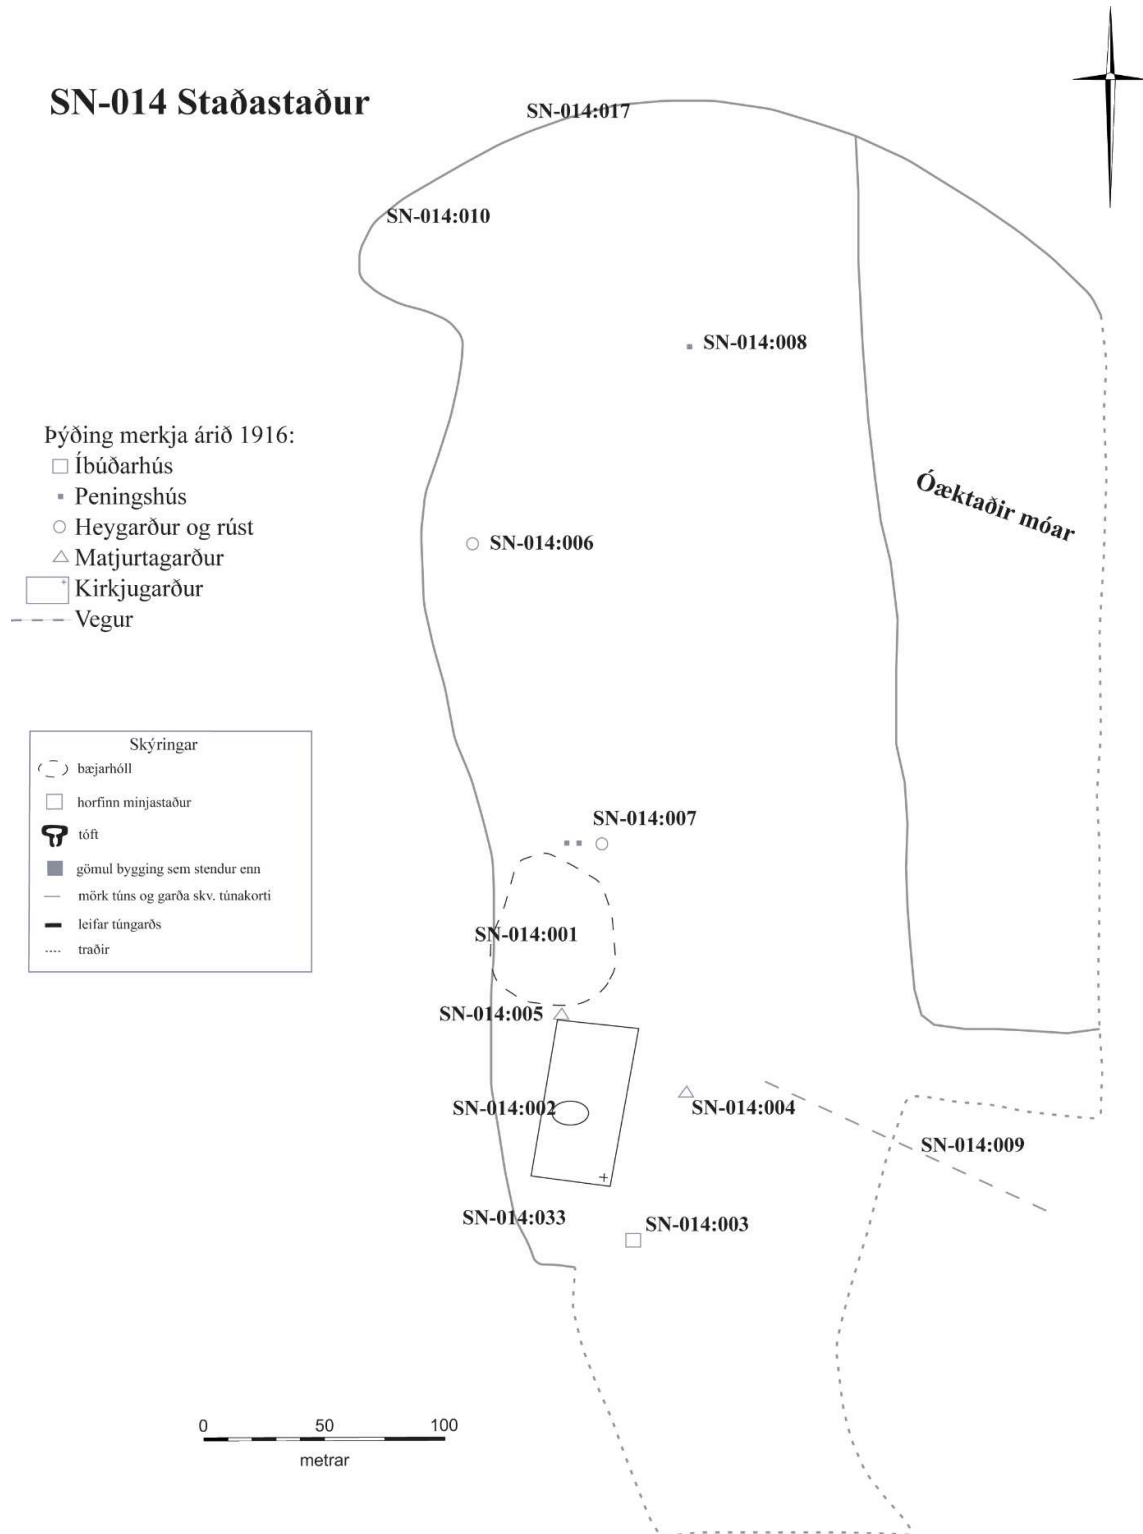 SN-014 Staðastaður
SN-014:017
SN-014:010
SN-014:008
Þýðing merkja árið 1916:
Íbúðarhús
Peningshús
Heygarður og rúst
Matjurtagarður
Kirkjugarður
Vegur
Óæktaðir móar
SN-014:006
Skýringar
bæjarhóll
horfinn minjastaður
tóft
gömul bygging sem stendur enn
mörk túns og garða skv. túnakorti
leifar túngarðs
traðir
SN-014:007
SN-014:001
SN-014:005
SN-014:002
SN-014:004
SN-014:009
SN-014:033
SN-014:003
0 50 100
metrar